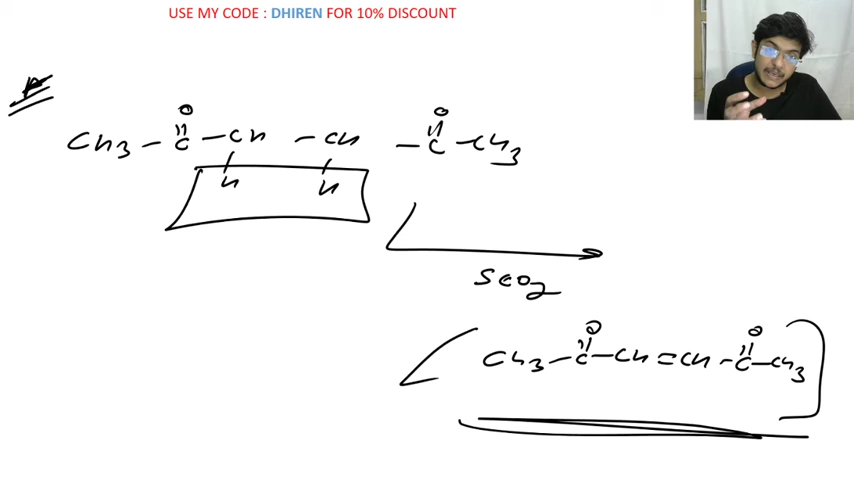 USE MY CODE : DHIREN FOR 10% DISCOUNT
O O
CH3 – C – CH – CH – C – CH3
H H
SeO2
O O
CH3 – C – CH = CH – C – CH3